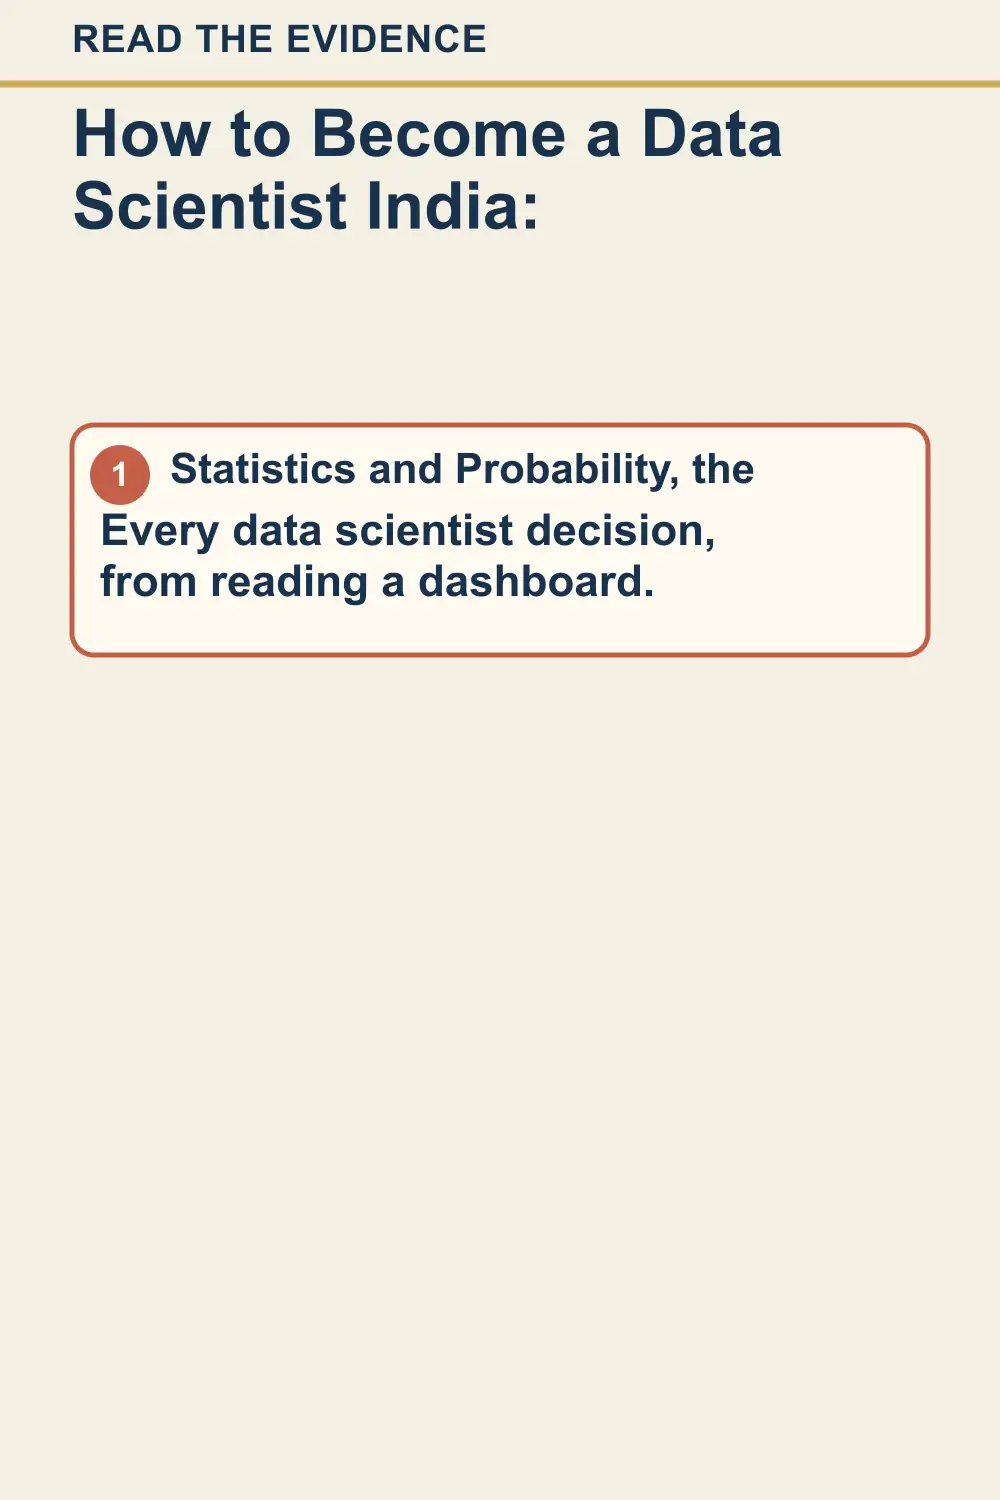 READ THE EVIDENCE
How to Become a Data
Scientist India:
1 Statistics and Probability, the
Every data scientist decision,
from reading a dashboard.